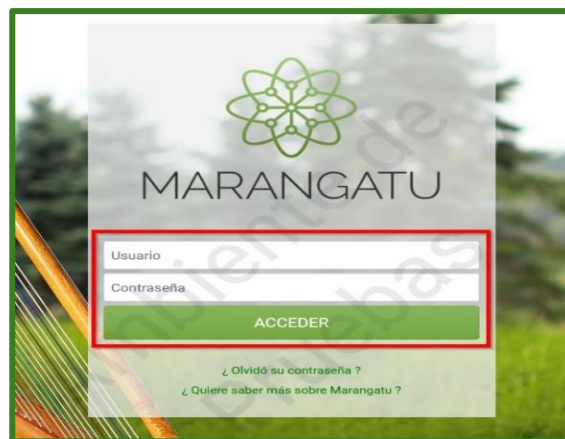 MARANGATU
Usuario
Contraseña
ACCEDER
¿ Olvidó su contraseña ?
¿ Quiere saber más sobre Marangatu ?
Ambiente de
Pruebas